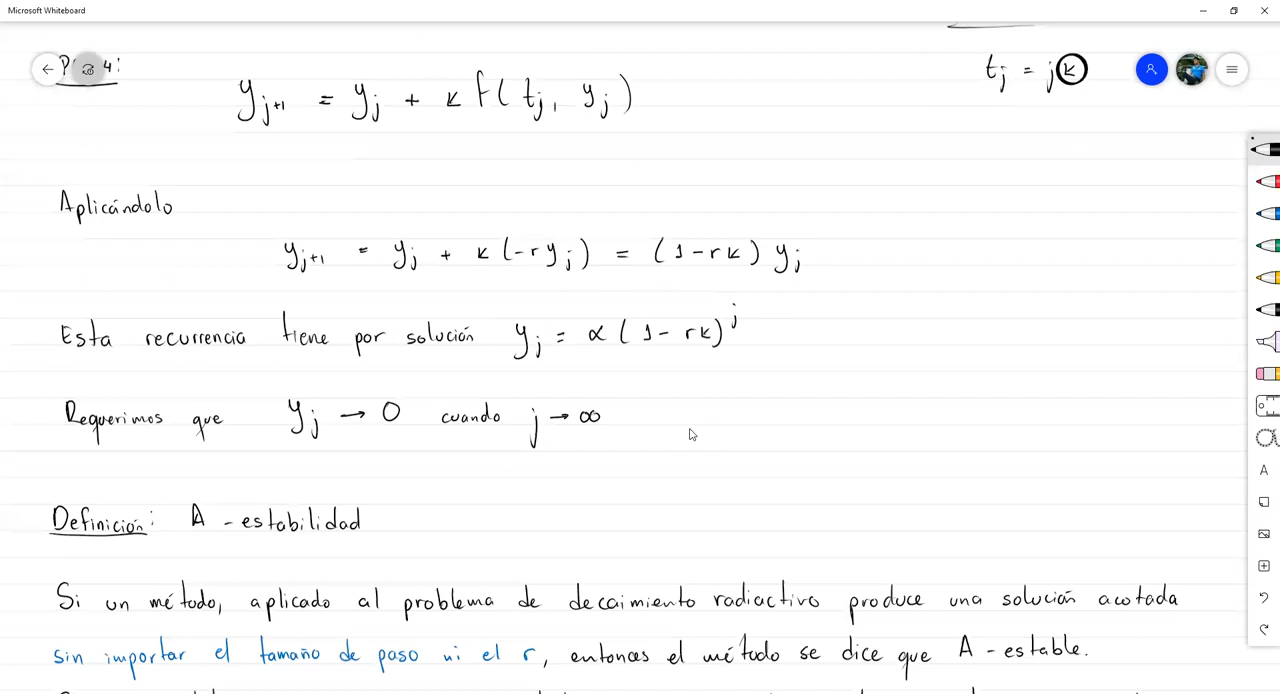 Microsoft Whiteboard
4:
t_j = j k
y_{j+1} = y_j + k f( t_j, y_j )
Aplicándolo
y_{j+1} = y_j + k (-r y_j) = (1-rk) y_j
Esta recurrencia tiene por solución y_j = α (1-rk)^j
Requerimos que y_j → 0 cuando j → ∞
Definición: A - estabilidad
Si un método, aplicado al problema de decaimiento radiactivo produce una solución acotada
sin importar el tamaño de paso ni el r, entonces el método se dice que A - estable.